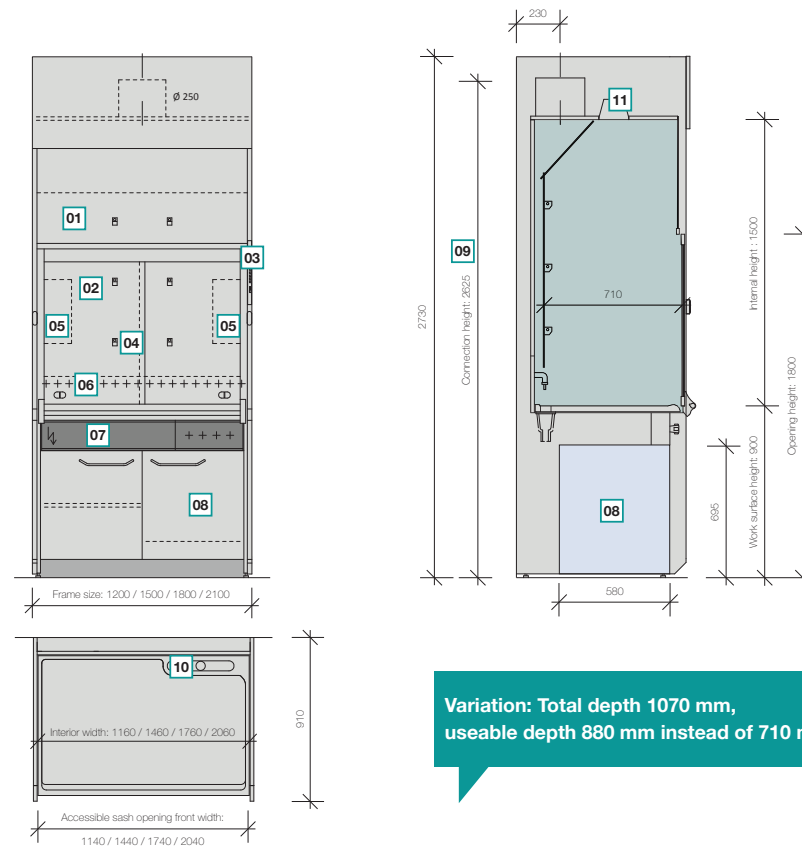 230
Ø 250
11
01
03
09
02
05
04
05
06
07
08
2730
Connection height: 2625
710
Internal height : 1500
Opening height: 1800
Work surface height: 900
695
08
580
Frame size: 1200 / 1500 / 1800 / 2100
10
Interior width: 1160 / 1460 / 1760 / 2060
910
Accessible sash opening front width:
1140 / 1440 / 1740 / 2040
Variation: Total depth 1070 mm,
useable depth 880 mm instead of 710